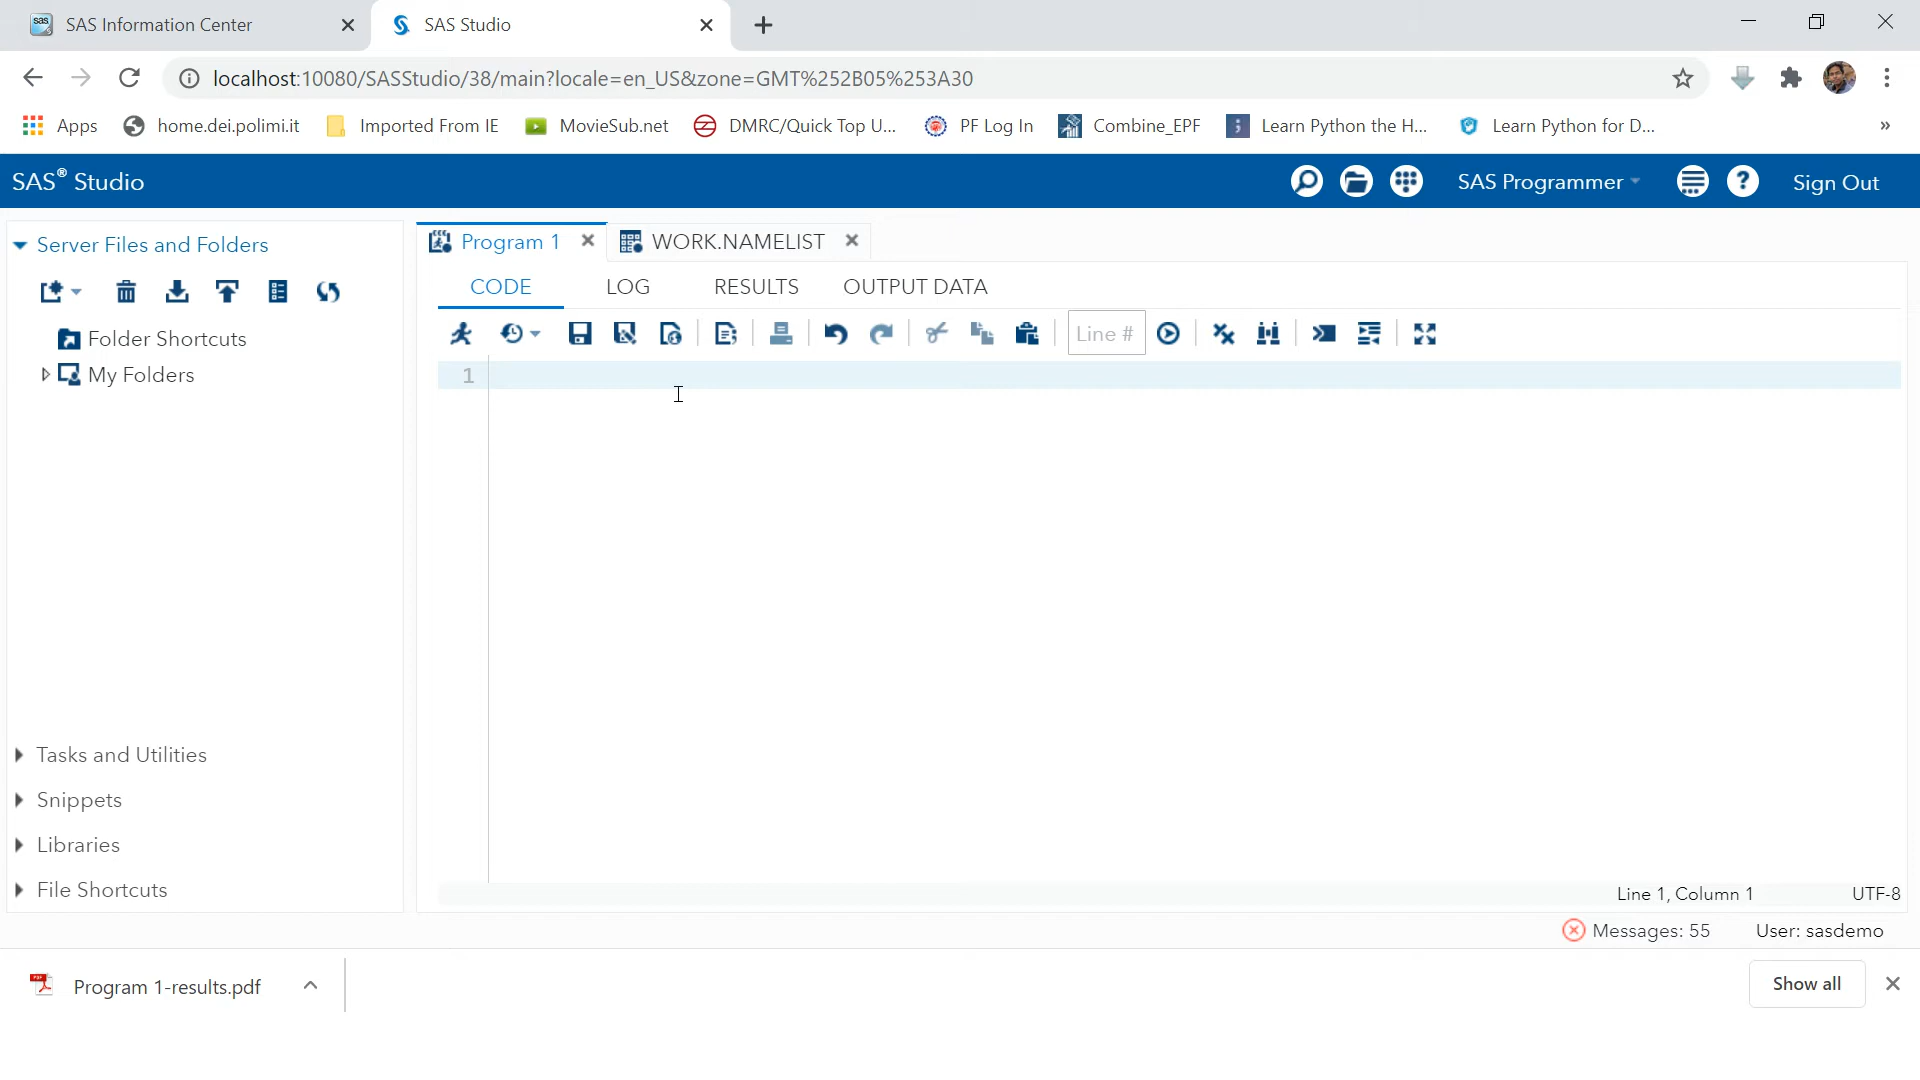 SAS Information Center
SAS Studio
localhost:10080/SASStudio/38/main?locale=en_US&zone=GMT%252B05%253A30
Apps
home.dei.polimi.it
Imported From IE
MovieSub.net
DMRC/Quick Top U...
PF Log In
Combine_EPF
Learn Python the H...
Learn Python for D...
»
SAS® Studio
SAS Programmer
Sign Out
Server Files and Folders
Folder Shortcuts
My Folders
Tasks and Utilities
Snippets
Libraries
File Shortcuts
Program 1
WORK.NAMELIST
CODE
LOG
RESULTS
OUTPUT DATA
Line #
1
Line 1, Column 1
UTF-8
Messages: 55
User: sasdemo
Program 1-results.pdf
Show all